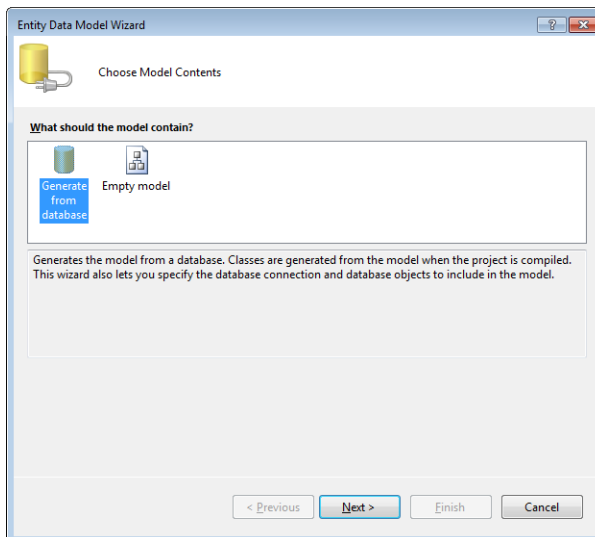 Entity Data Model Wizard
?
Choose Model Contents
What should the model contain?
Generate
from
database
Empty model
Generates the model from a database. Classes are generated from the model when the project is compiled.
This wizard also lets you specify the database connection and database objects to include in the model.
< Previous
Next >
Finish
Cancel